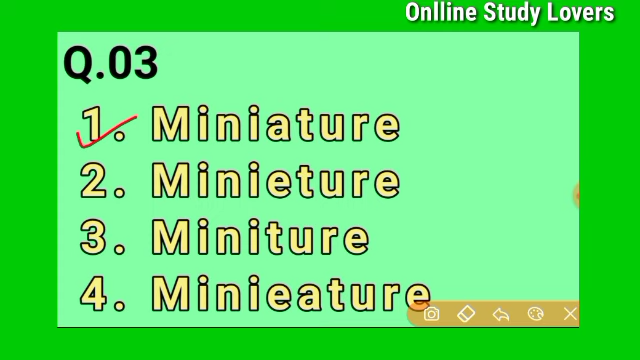 Onlline Study Lovers
Q.03
1. Miniature
2. Minieture
3. Miniture
4. Minieature